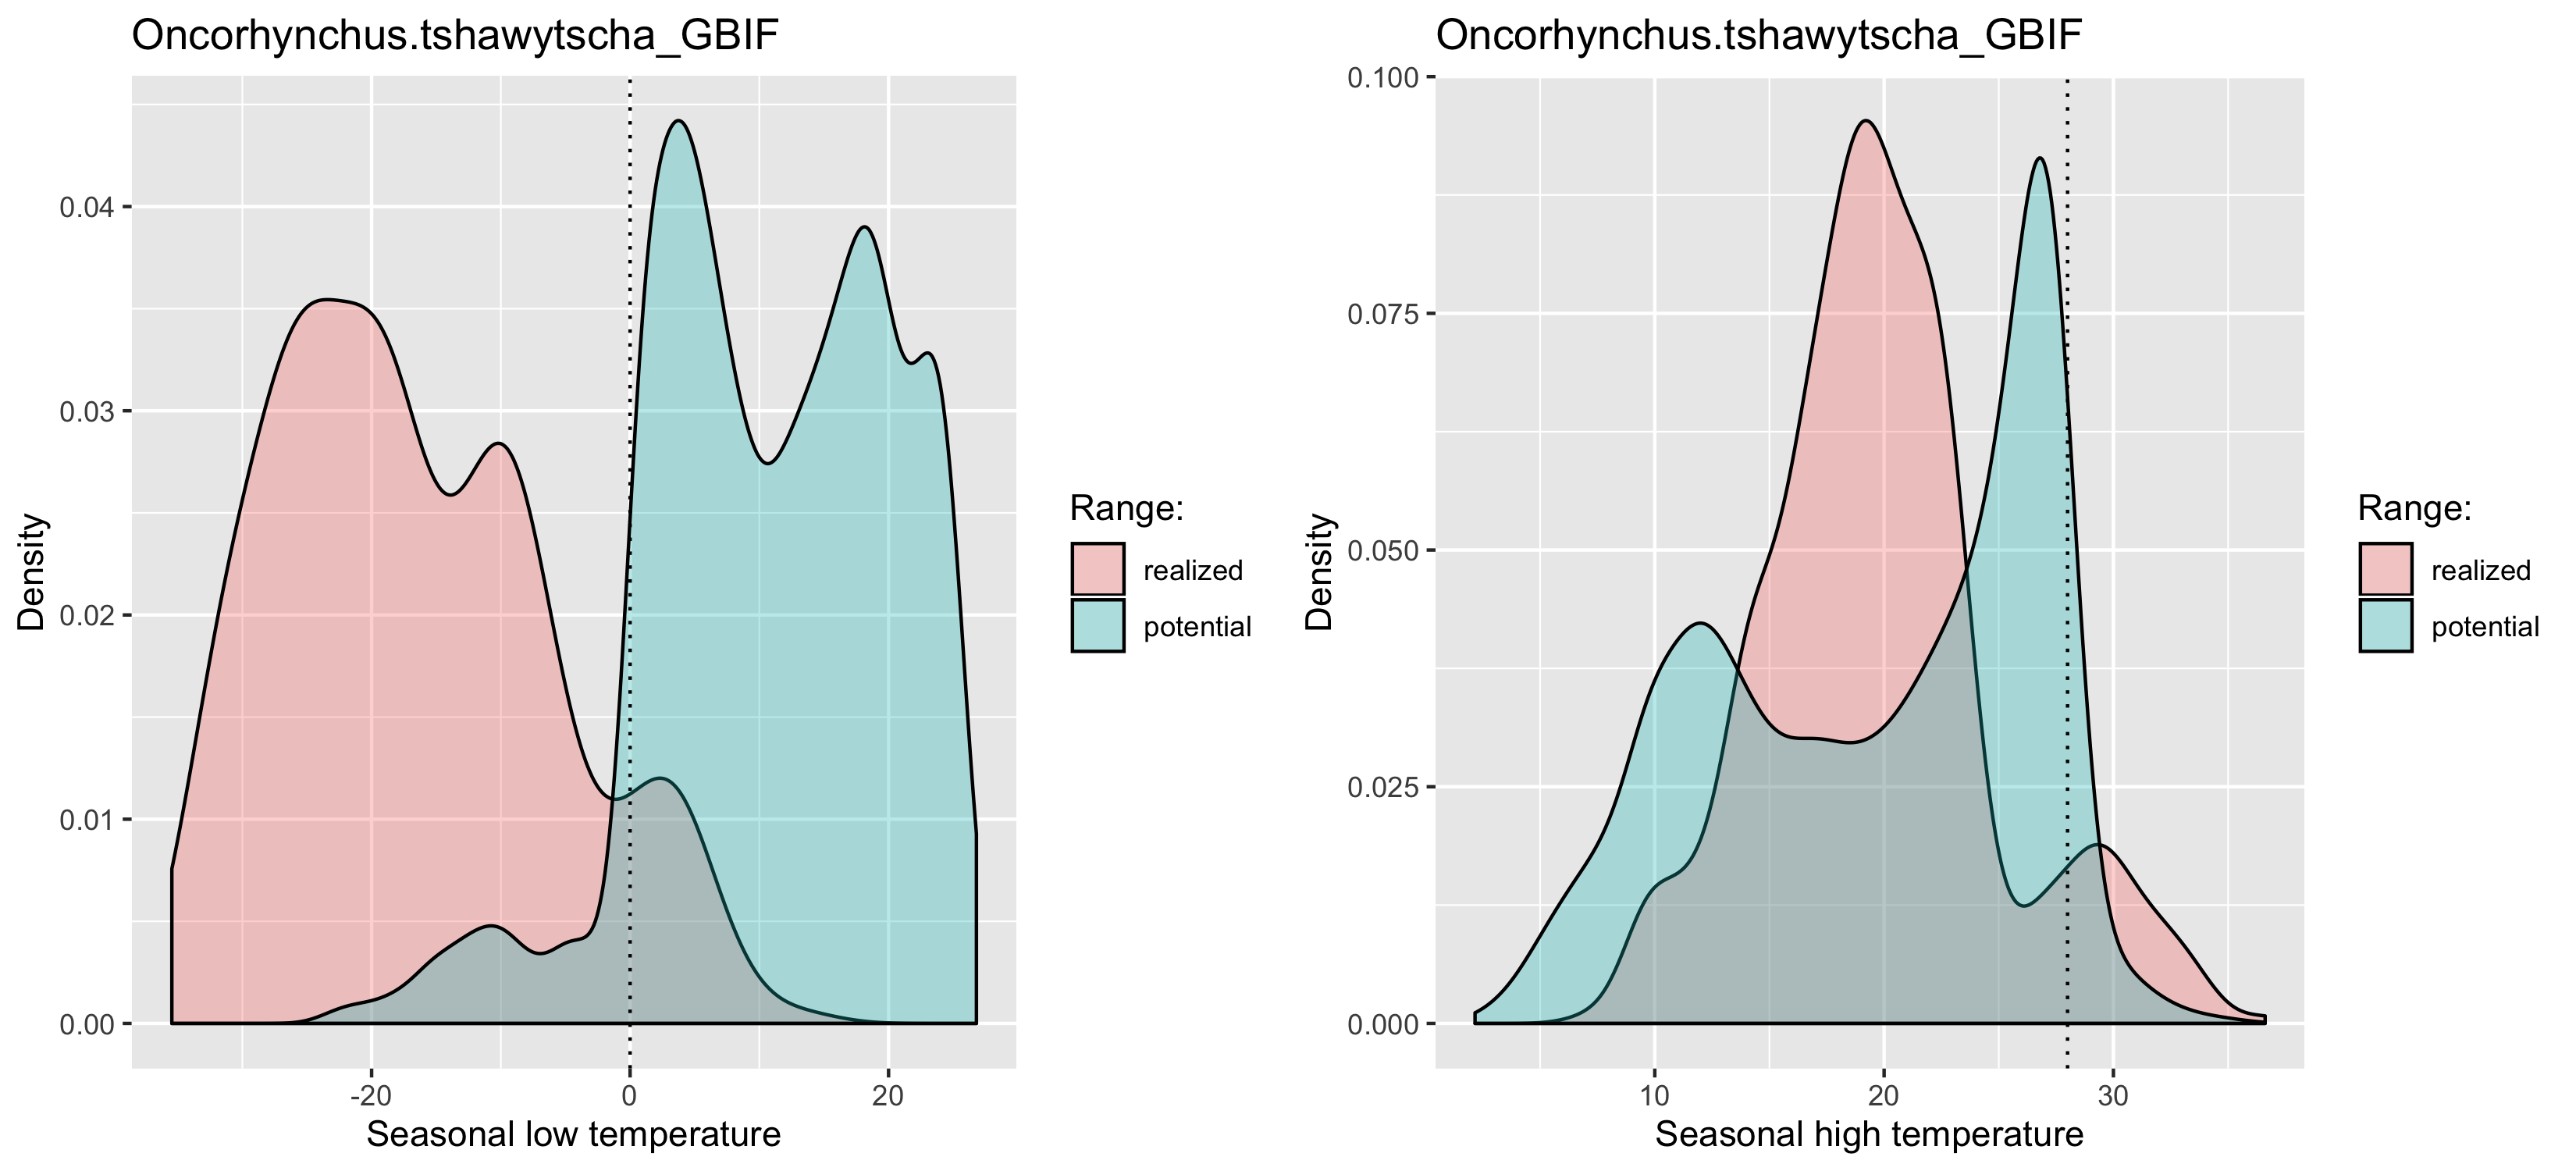 Oncorhynchus.tshawytscha_GBIF
Density
0.04
0.03
0.02
0.01
0.00
-20
0
20
Seasonal low temperature
Range:
realized
potential
Oncorhynchus.tshawytscha_GBIF
Density
0.100
0.075
0.050
0.025
0.000
10
20
30
Seasonal high temperature
Range:
realized
potential